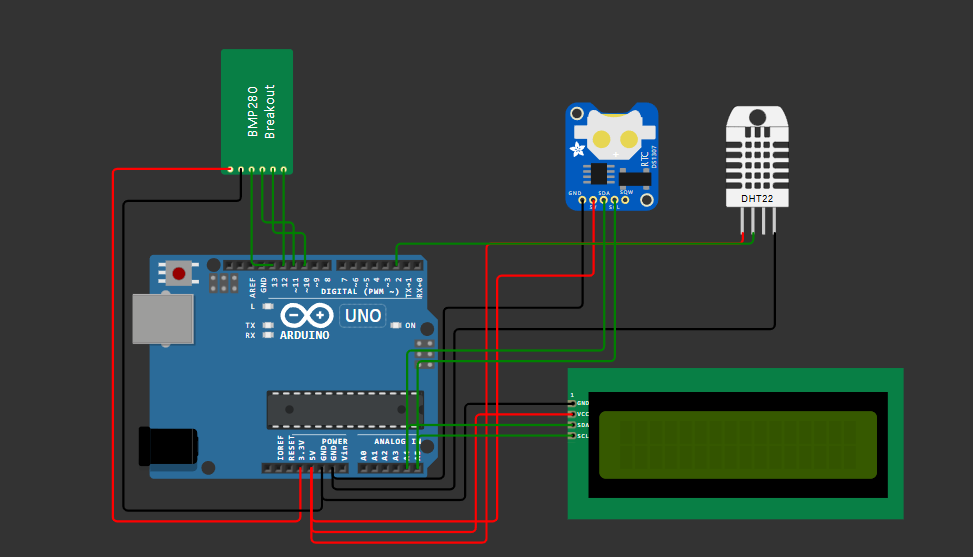 BMP280
Breakout
RTC
DS1307
GND
SDA
SQW
5V
SCL
DHT22
AREF
GND
13
12
~11
~10
~9
8
7
~6
~5
4
~3
2
TX→1
RX←0
DIGITAL (PWM ~)
L
TX
RX
UNO
ON
ARDUINO
1
GND
VCC
SDA
SCL
IOREF
RESET
3.3V
5V
GND
GND
Vin
POWER
ANALOG IN
A0
A1
A2
A3